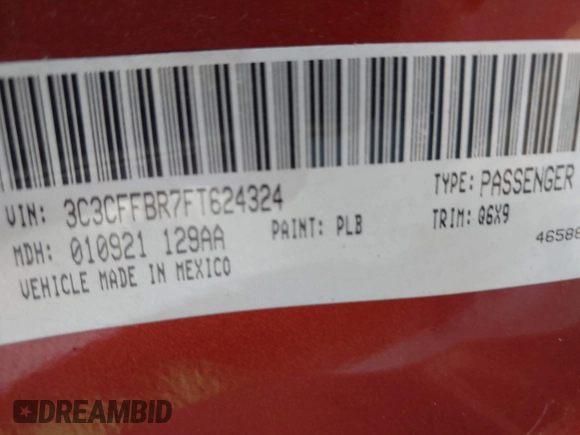 VIN: 3C3CFFBR7FT624324
TYPE: PASSENGER
MDH: 010921 129AA
PAINT: PLB
TRIM: Q6X9
VEHICLE MADE IN MEXICO
46588
DREAMBID